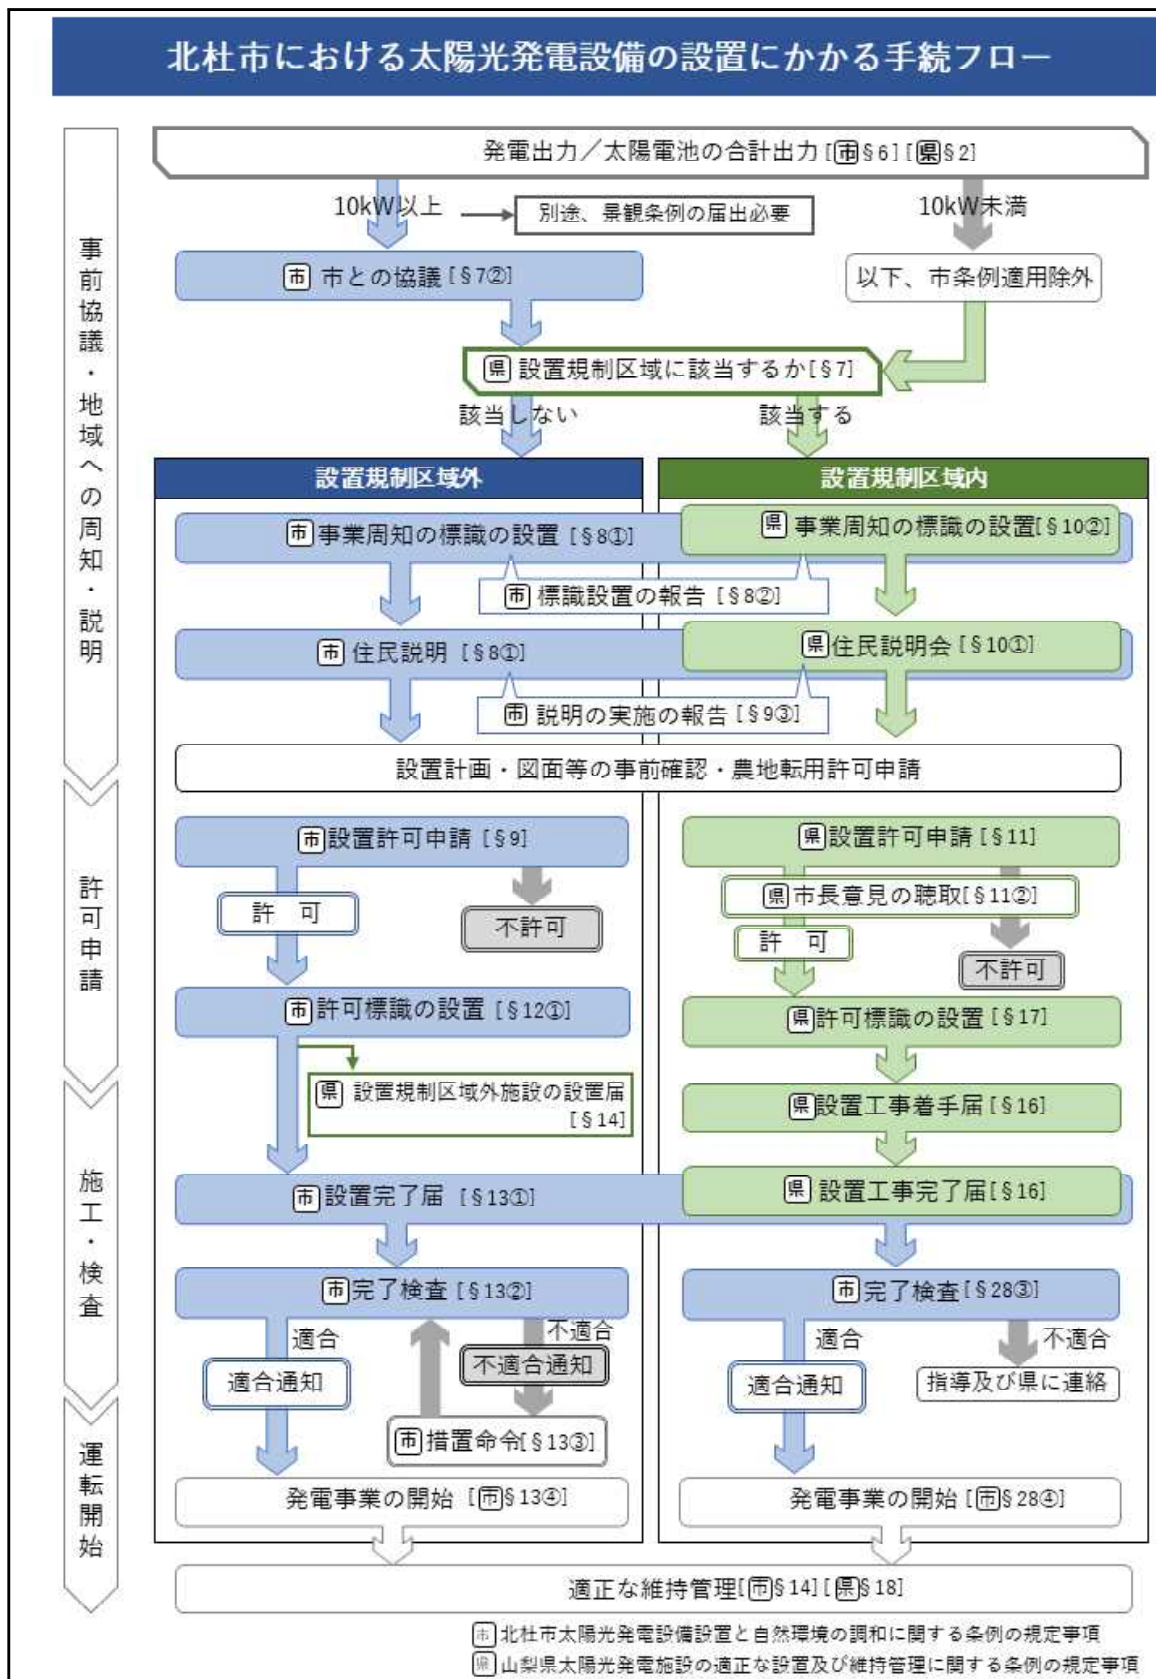 北杜市における太陽光発電設備の設置にかかる手続フロー
事前協議・地域への周知・説明
発電出力／太陽電池の合計出力[市§6][県§2]
10kW以上
別途、景観条例の届出必要
10kW未満
市 市との協議[§7②]
以下、市条例適用除外
県 設置規制区域に該当するか[§7]
該当しない
該当する
設置規制区域外
設置規制区域内
市 事業周知の標識の設置 [§8①]
県 事業周知の標識の設置[§10②]
市 標識設置の報告 [§8②]
市 住民説明 [§8①]
県 住民説明会 [§10①]
市 説明の実施の報告 [§9③]
設置計画・図面等の事前確認・農地転用許可申請
許可申請
市 設置許可申請 [§9]
県 設置許可申請 [§11]
許 可
不許可
県 市長意見の聴取[§11②]
許 可
不許可
市 許可標識の設置 [§12①]
県 許可標識の設置 [§17]
県 設置規制区域外施設の設置届
[§14]
県 設置工事着手届 [§16]
施工・検査
市 設置完了届 [§13①]
県 設置工事完了届[§16]
市 完了検査 [§13②]
市 完了検査[§28③]
適合
不適合
適合
不適合
適合通知
不適合通知
適合通知
指導及び県に連絡
市 措置命令[§13③]
運転開始
発電事業の開始 [市§13④]
発電事業の開始 [市§28④]
適正な維持管理[市§14][県§18]
市 北杜市太陽光発電設備設置と自然環境の調和に関する条例の規定事項
県 山梨県太陽光発電施設の適正な設置及び維持管理に関する条例の規定事項